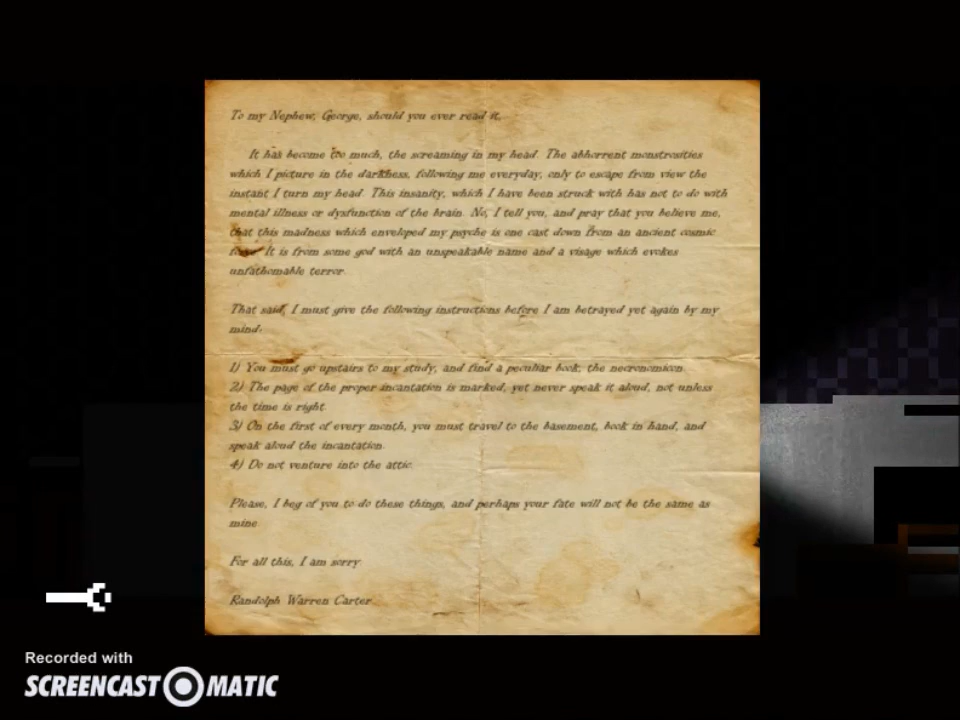 To my Nephew, George, should you ever read it,
It has become too much, the screaming in my head. The abhorrent monstrosities
which I picture in the darkness, following me everyday, only to escape from view the
instant I turn my head. This insanity, which I have been struck with has not to do with
mental illness or dysfunction of the brain. No, I tell you, and pray that you believe me,
that this madness which enveloped my psyche is one cast down from an ancient cosmic
It is from some god with an unspeakable name and a visage which evokes
unfathomable terror.
That said, I must give the following instructions before I am betrayed yet again by my
mind:
1) You must go upstairs to my study, and find a peculiar book, the necronomicon.
2) The page of the proper incantation is marked, yet never speak it aloud, not unless
the time is right.
3) On the first of every month, you must travel to the basement, book in hand, and
speak aloud the incantation.
4) Do not venture into the attic.
Please, I beg of you to do these things, and perhaps your fate will not be the same as
mine.
For all this, I am sorry.
Randolph Warren Carter
Recorded with
SCREENCAST-O-MATIC